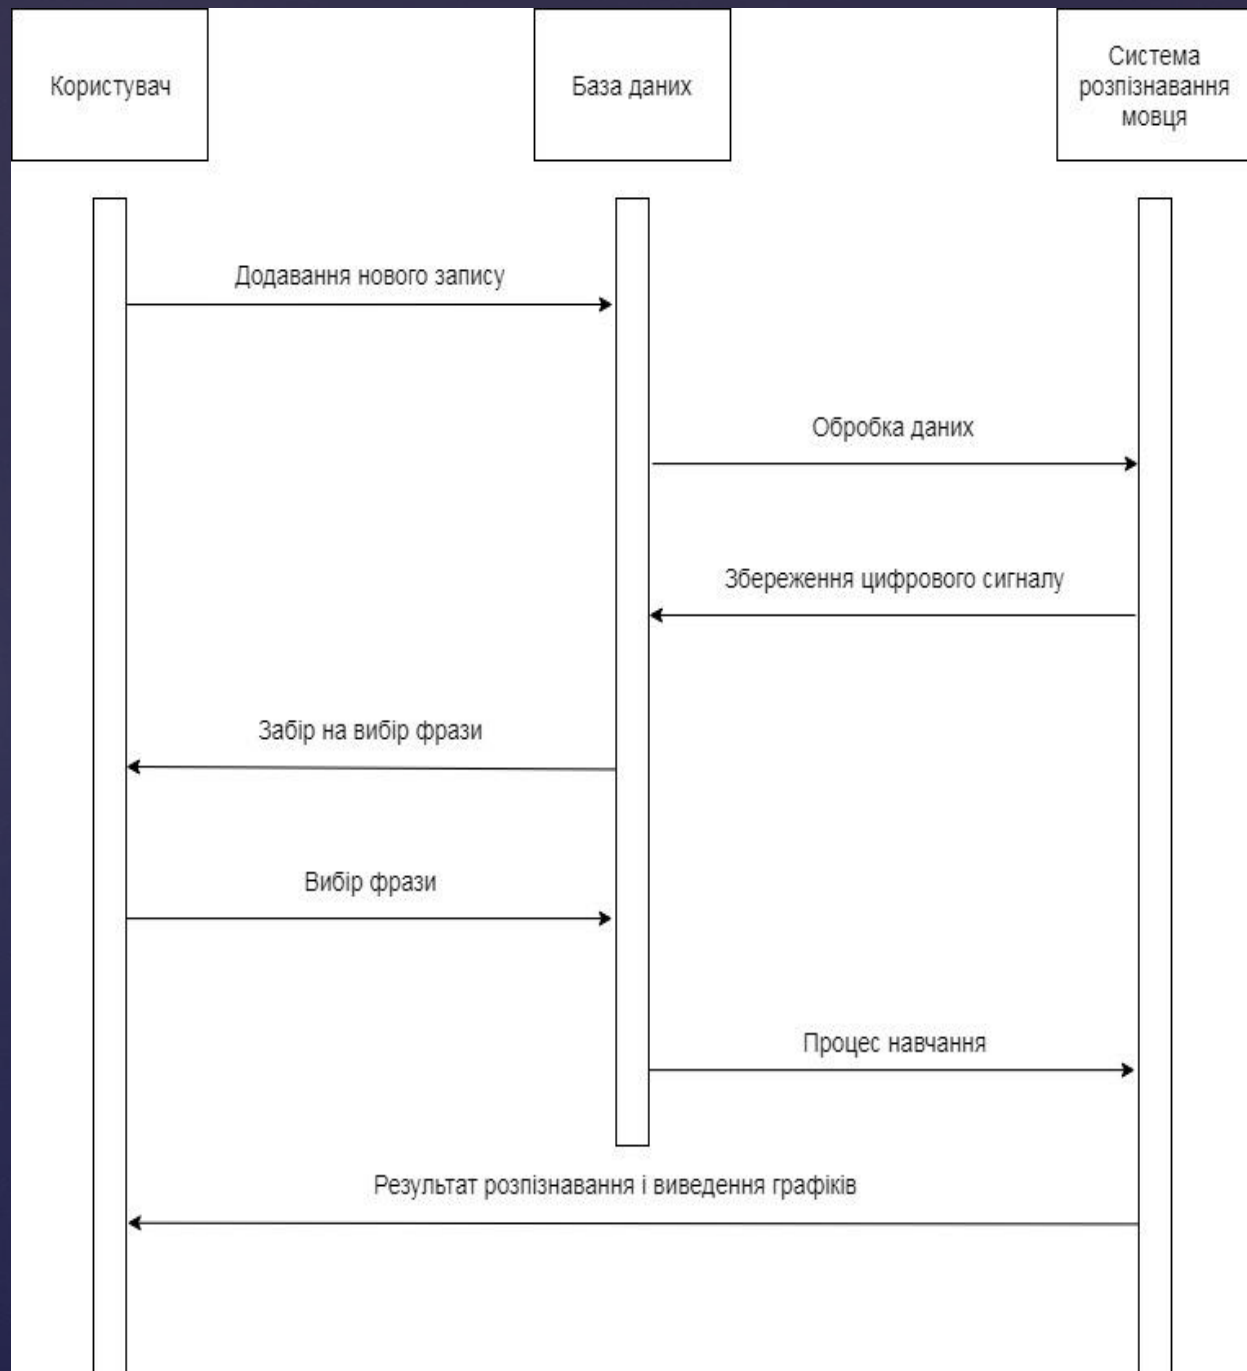 Користувач
База даних
Система
розпізнавання
мовця
Додавання нового запису
Обробка даних
Збереження цифрового сигналу
Забір на вибір фрази
Вибір фрази
Процес навчання
Результат розпізнавання і виведення графіків